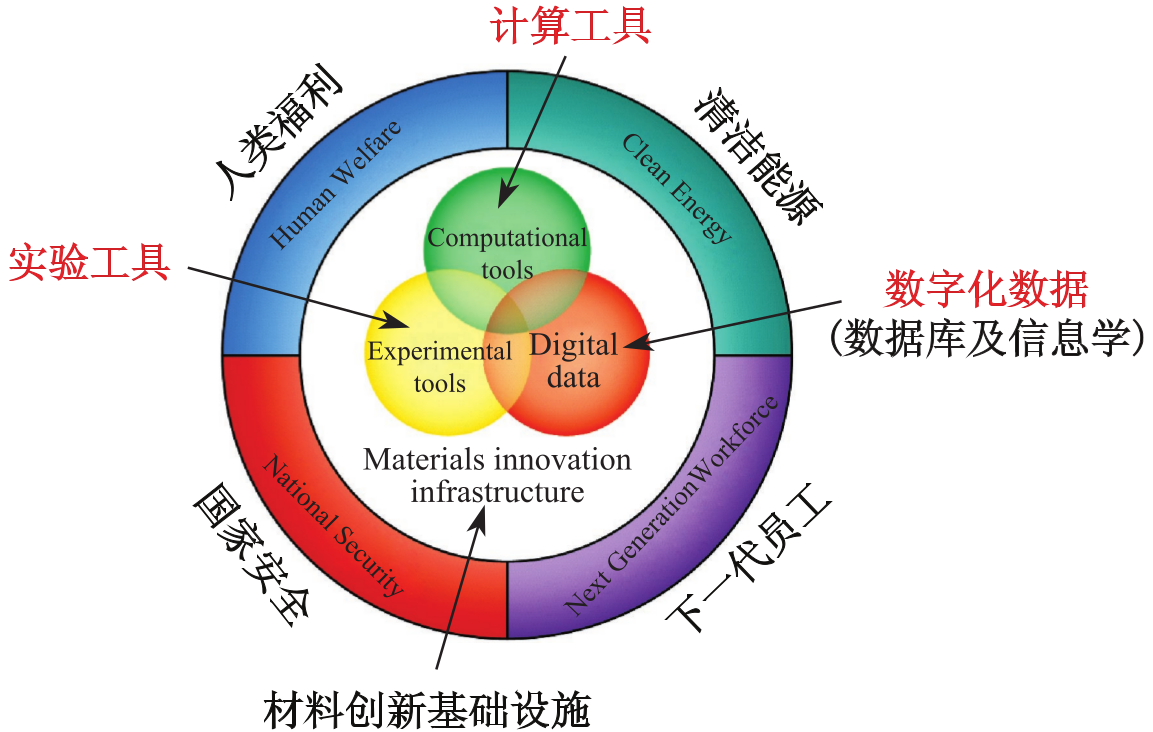 计算工具
人类福利
清洁能源
Human Welfare
Clean Energy
Computational
tools
实验工具
数字化数据
(数据库及信息学)
Experimental
tools
Digital
data
Materials innovation
infrastructure
National Security
Next GenerationWorkforce
国家安全
下一代员工
材料创新基础设施